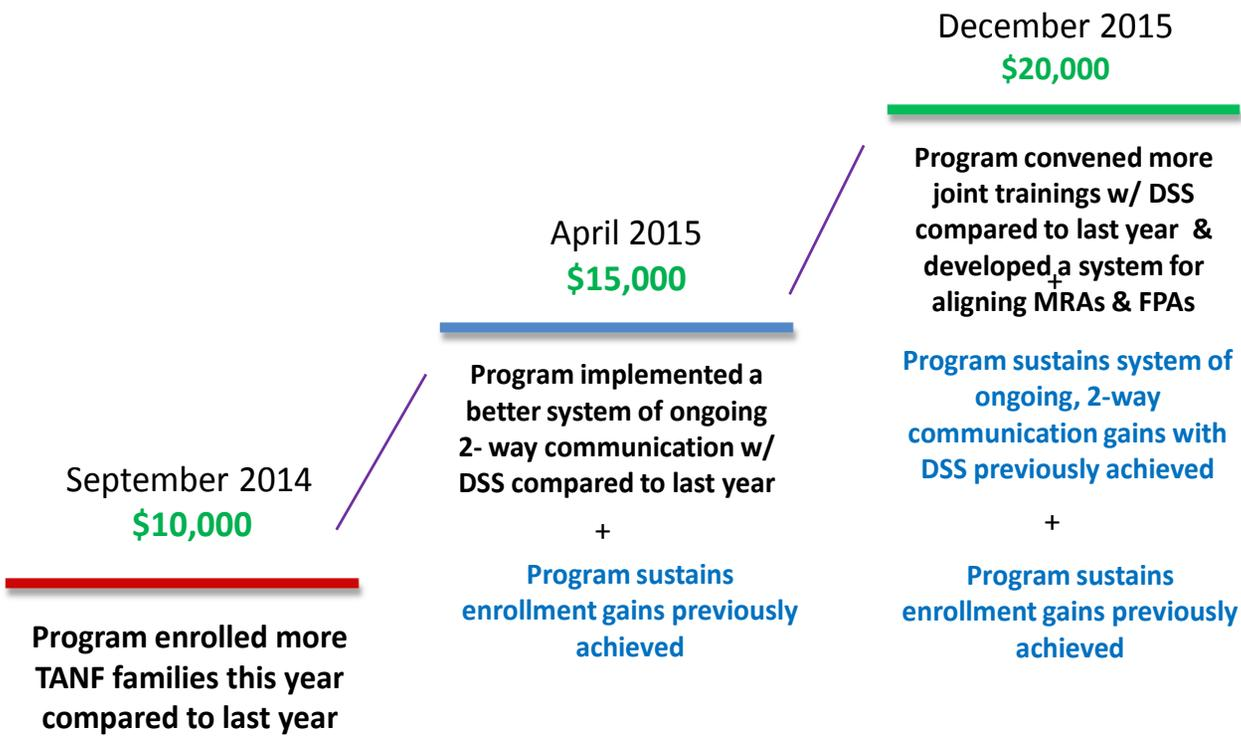 September 2014
$10,000
Program enrolled more
TANF families this year
compared to last year
April 2015
$15,000
Program implemented a
better system of ongoing
2- way communication w/
DSS compared to last year
+
Program sustains
enrollment gains previously
achieved
December 2015
$20,000
Program convened more
joint trainings w/ DSS
compared to last year &
developed a system for
+
aligning MRAs & FPAs
Program sustains system of
ongoing, 2-way
communication gains with
DSS previously achieved
+
Program sustains
enrollment gains previously
achieved